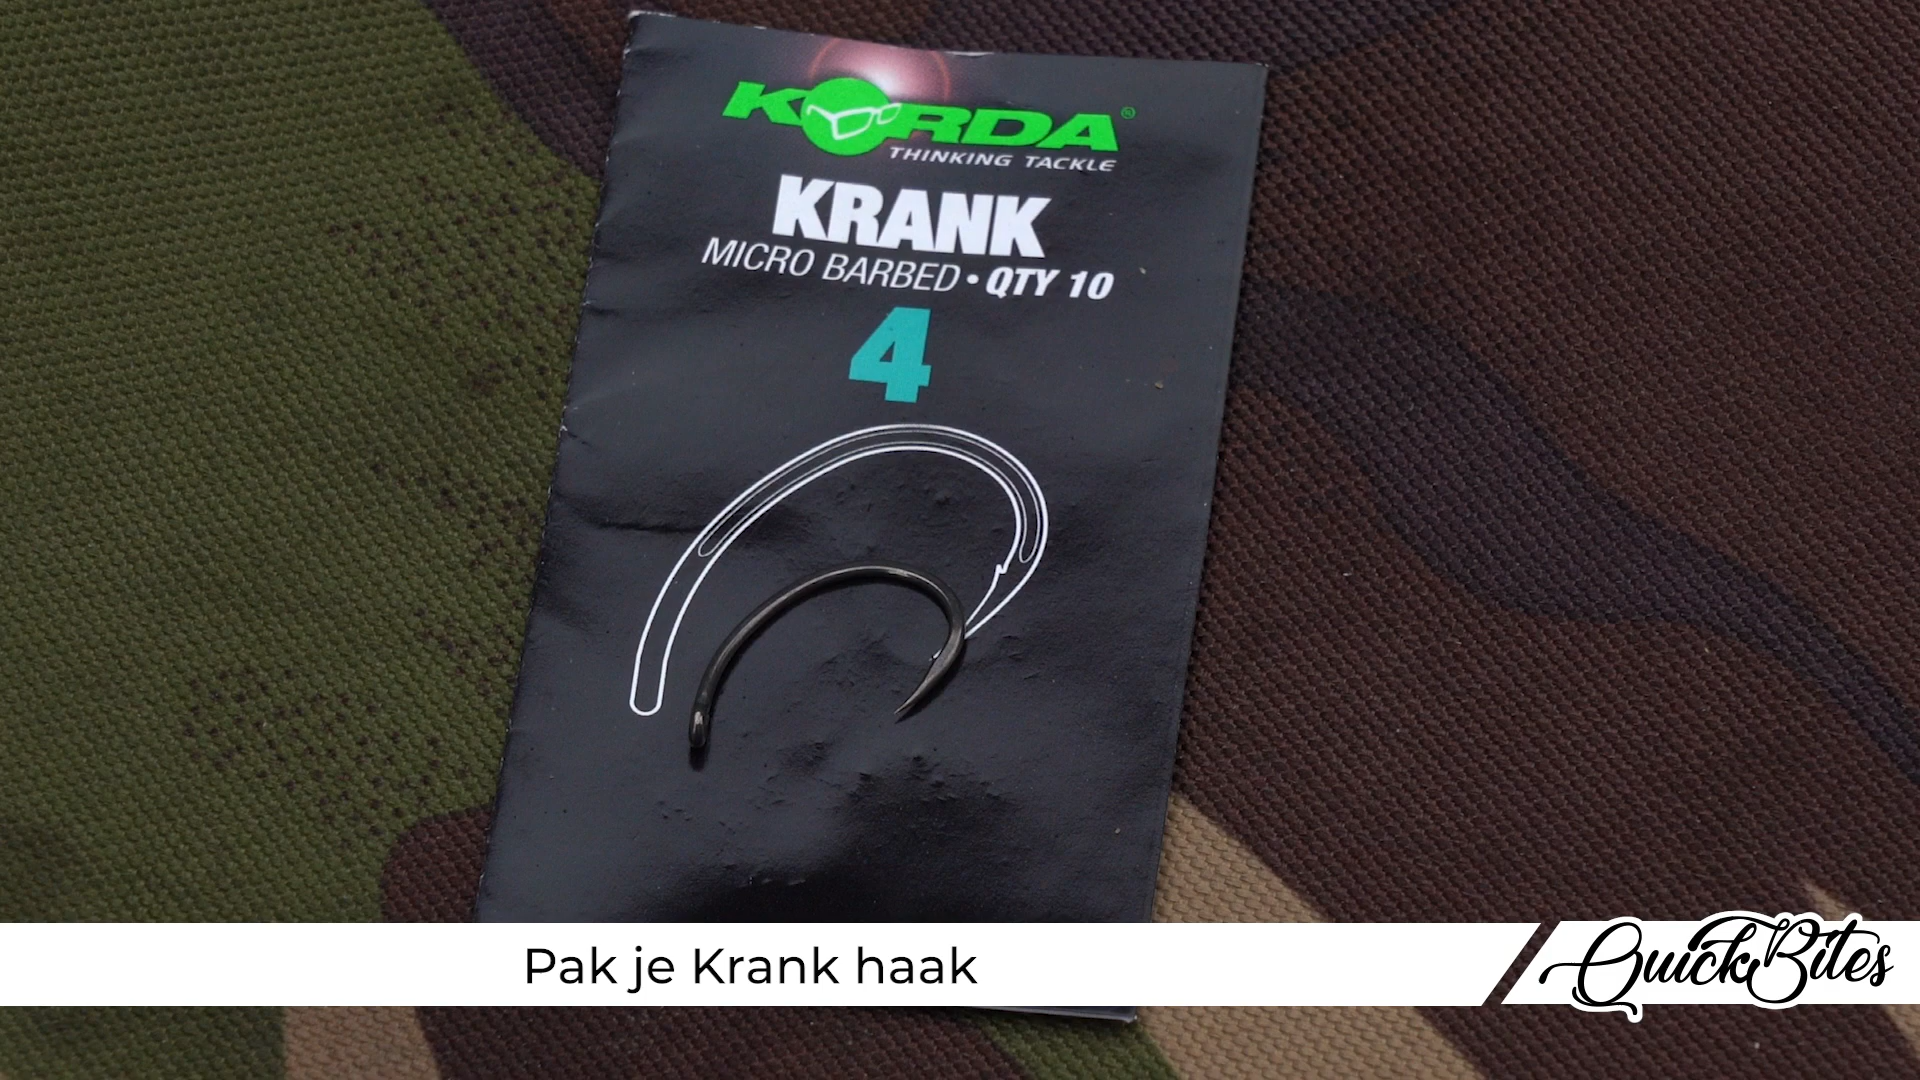 KORDA®
THINKING TACKLE
KRANK
MICRO BARBED • QTY 10
4
Pak je Krank haak
QuickBites